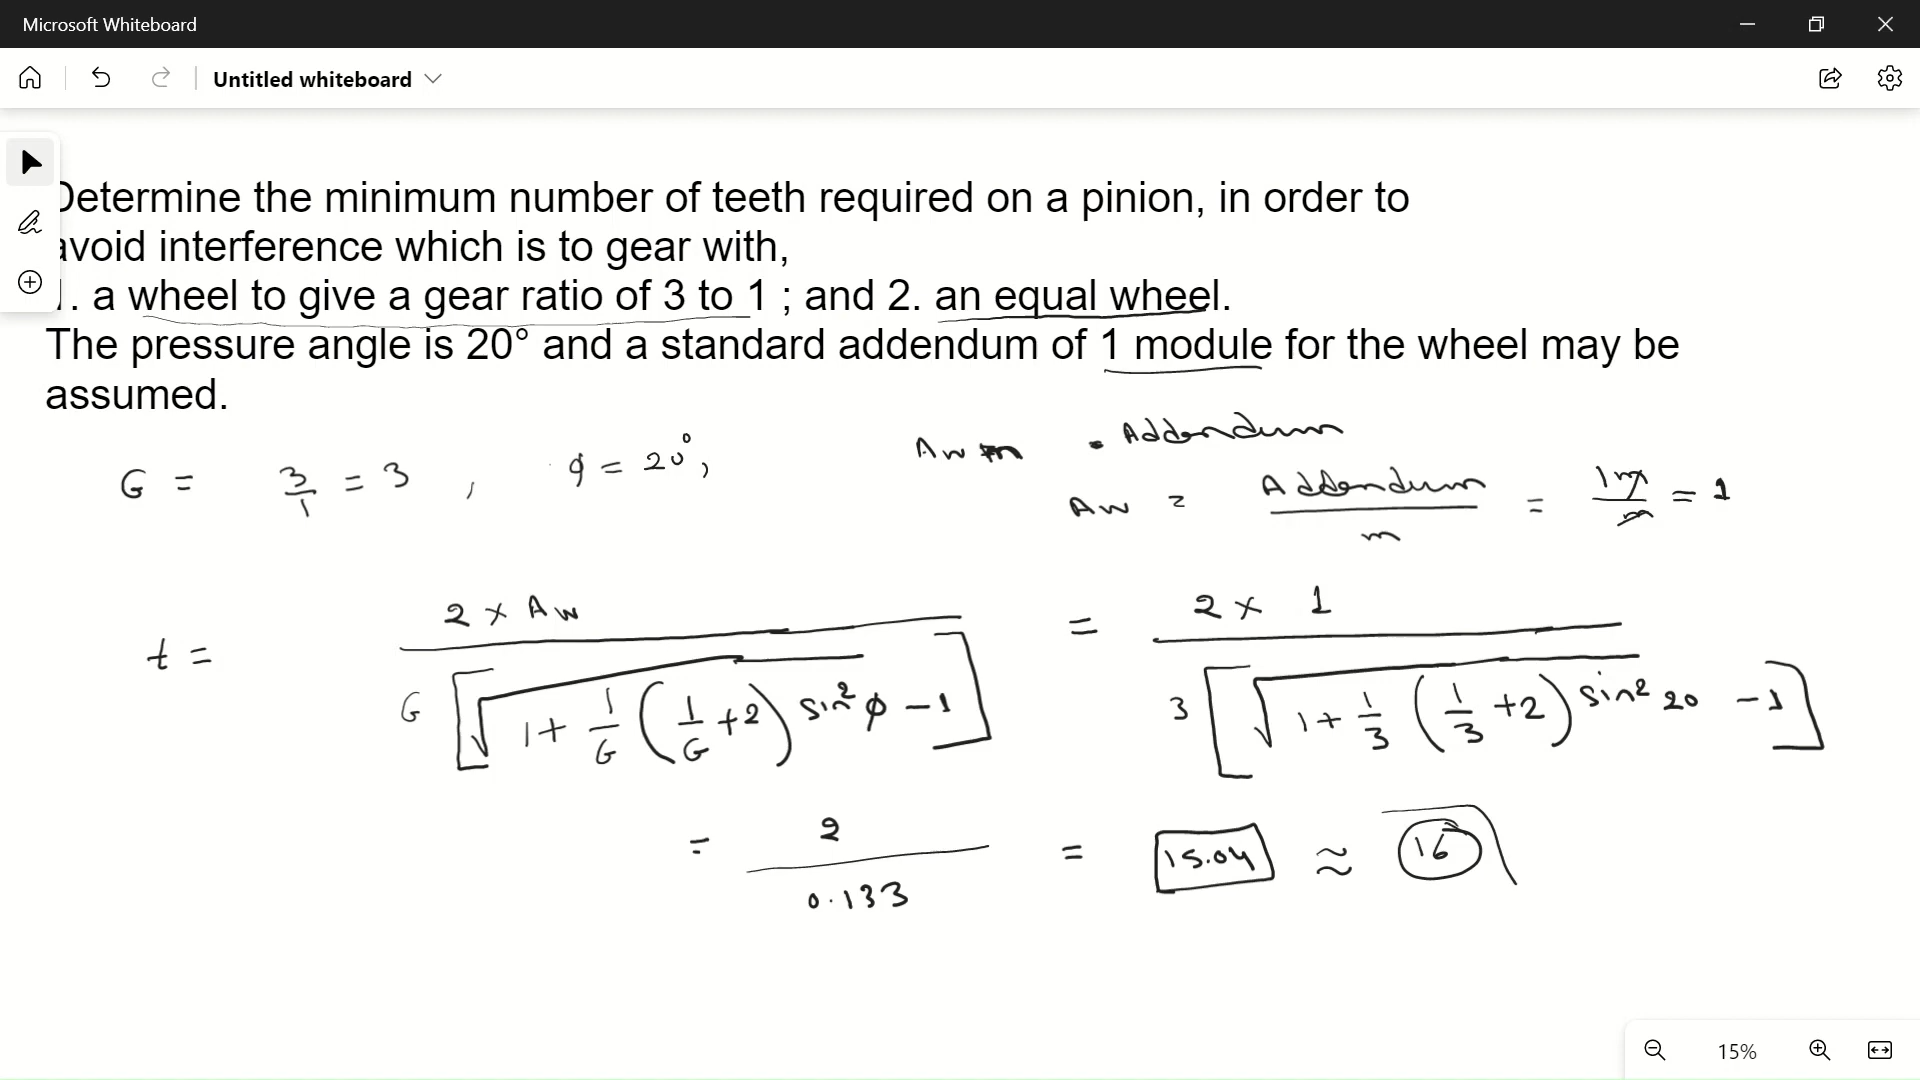 Microsoft Whiteboard
Untitled whiteboard
Determine the minimum number of teeth required on a pinion, in order to
avoid interference which is to gear with,
1. a wheel to give a gear ratio of 3 to 1 ; and 2. an equal wheel.
The pressure angle is 20° and a standard addendum of 1 module for the wheel may be
assumed.
Aw = Addendum
G = 3/1 = 3 , φ = 20°,
Aw = Addendum/m = 1m/m = 1
t = 2 × Aw / G [√(1 + 1/G (1/G + 2) sin² φ) - 1] = 2 × 1 / 3 [√(1 + 1/3 (1/3 + 2) sin² 20) - 1]
= 2/0.133 = 15.04 ≈ 16
15%